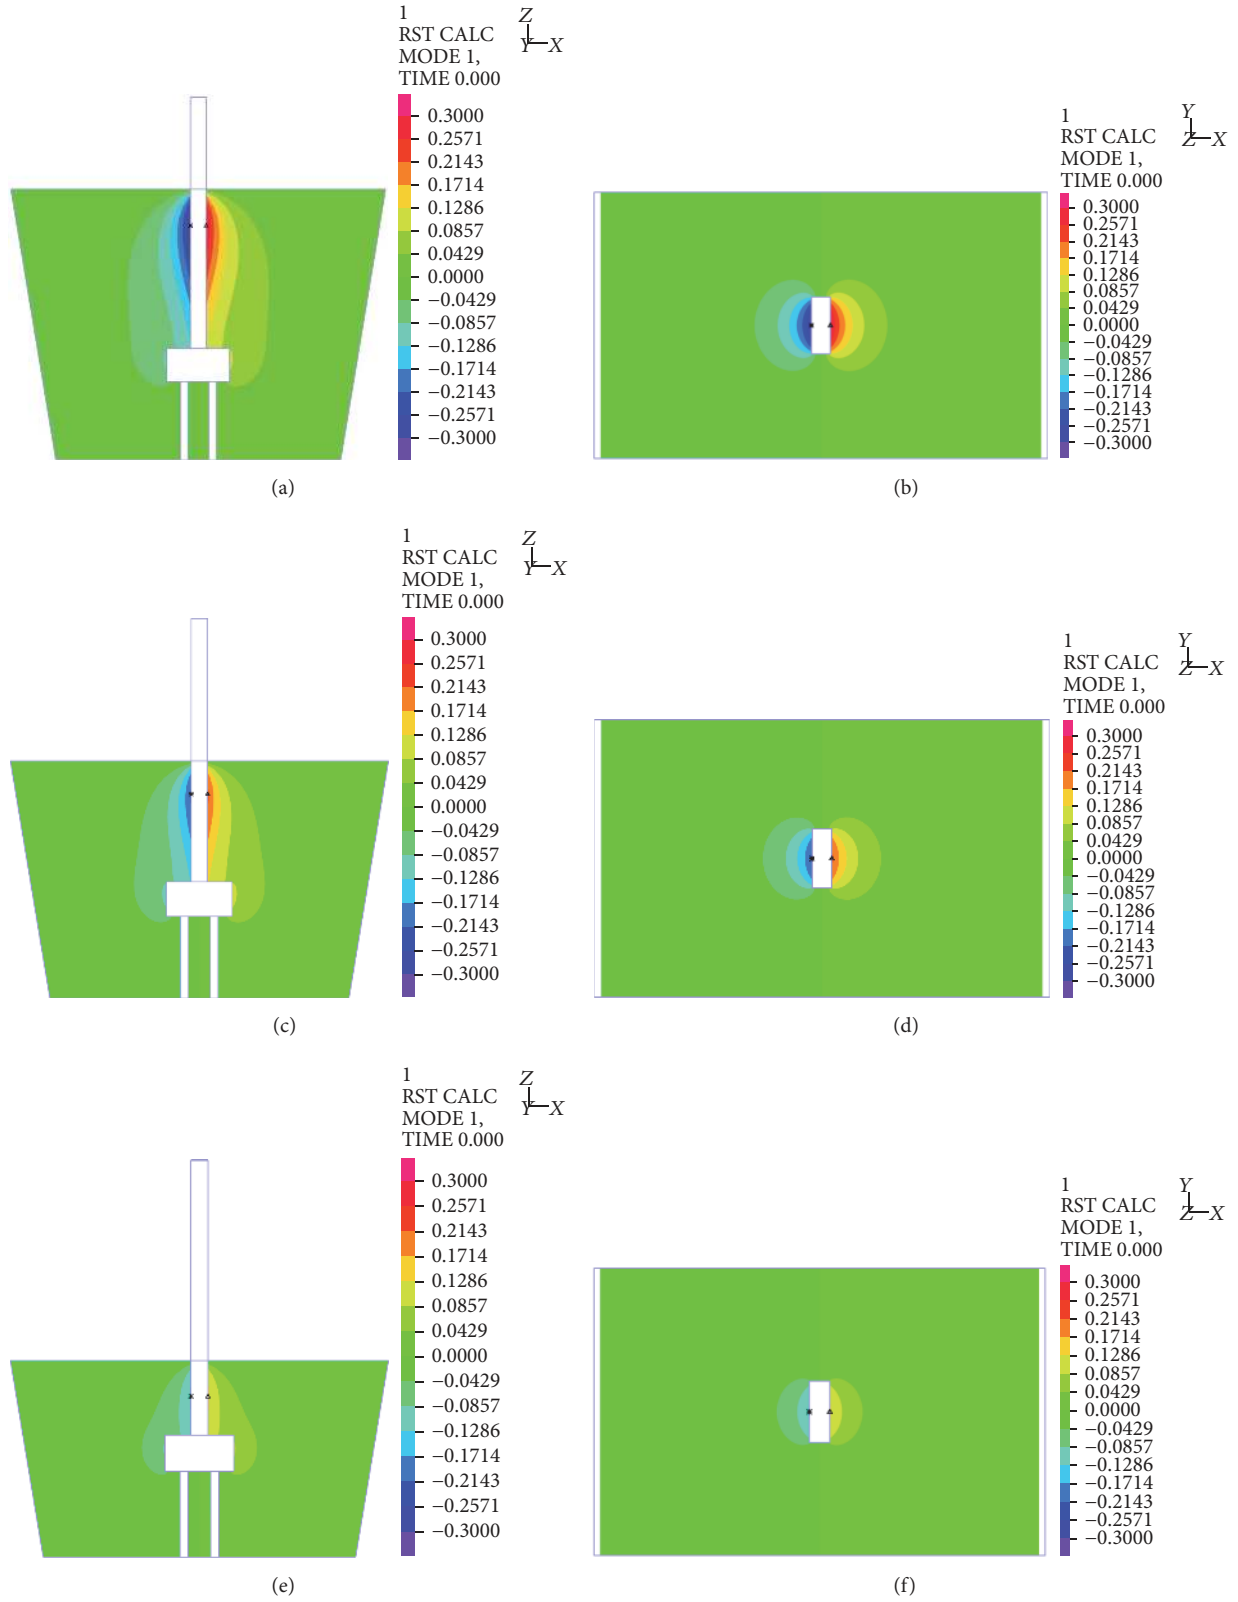 1
RST CALC
MODE 1,
TIME 0.000
Z
Y X
0.3000
0.2571
0.2143
0.1714
0.1286
0.0857
0.0429
0.0000
−0.0429
−0.0857
−0.1286
−0.1714
−0.2143
−0.2571
−0.3000
(a)
1
RST CALC
MODE 1,
TIME 0.000
Y
Z X
0.3000
0.2571
0.2143
0.1714
0.1286
0.0857
0.0429
0.0000
−0.0429
−0.0857
−0.1286
−0.1714
−0.2143
−0.2571
−0.3000
(b)
1
RST CALC
MODE 1,
TIME 0.000
Z
Y X
0.3000
0.2571
0.2143
0.1714
0.1286
0.0857
0.0429
0.0000
−0.0429
−0.0857
−0.1286
−0.1714
−0.2143
−0.2571
−0.3000
(c)
1
RST CALC
MODE 1,
TIME 0.000
Y
Z X
0.3000
0.2571
0.2143
0.1714
0.1286
0.0857
0.0429
0.0000
−0.0429
−0.0857
−0.1286
−0.1714
−0.2143
−0.2571
−0.3000
(d)
1
RST CALC
MODE 1,
TIME 0.000
Z
Y X
0.3000
0.2571
0.2143
0.1714
0.1286
0.0857
0.0429
0.0000
−0.0429
−0.0857
−0.1286
−0.1714
−0.2143
−0.2571
−0.3000
(e)
1
RST CALC
MODE 1,
TIME 0.000
Y
Z X
0.3000
0.2571
0.2143
0.1714
0.1286
0.0857
0.0429
0.0000
−0.0429
−0.0857
−0.1286
−0.1714
−0.2143
−0.2571
−0.3000
(f)